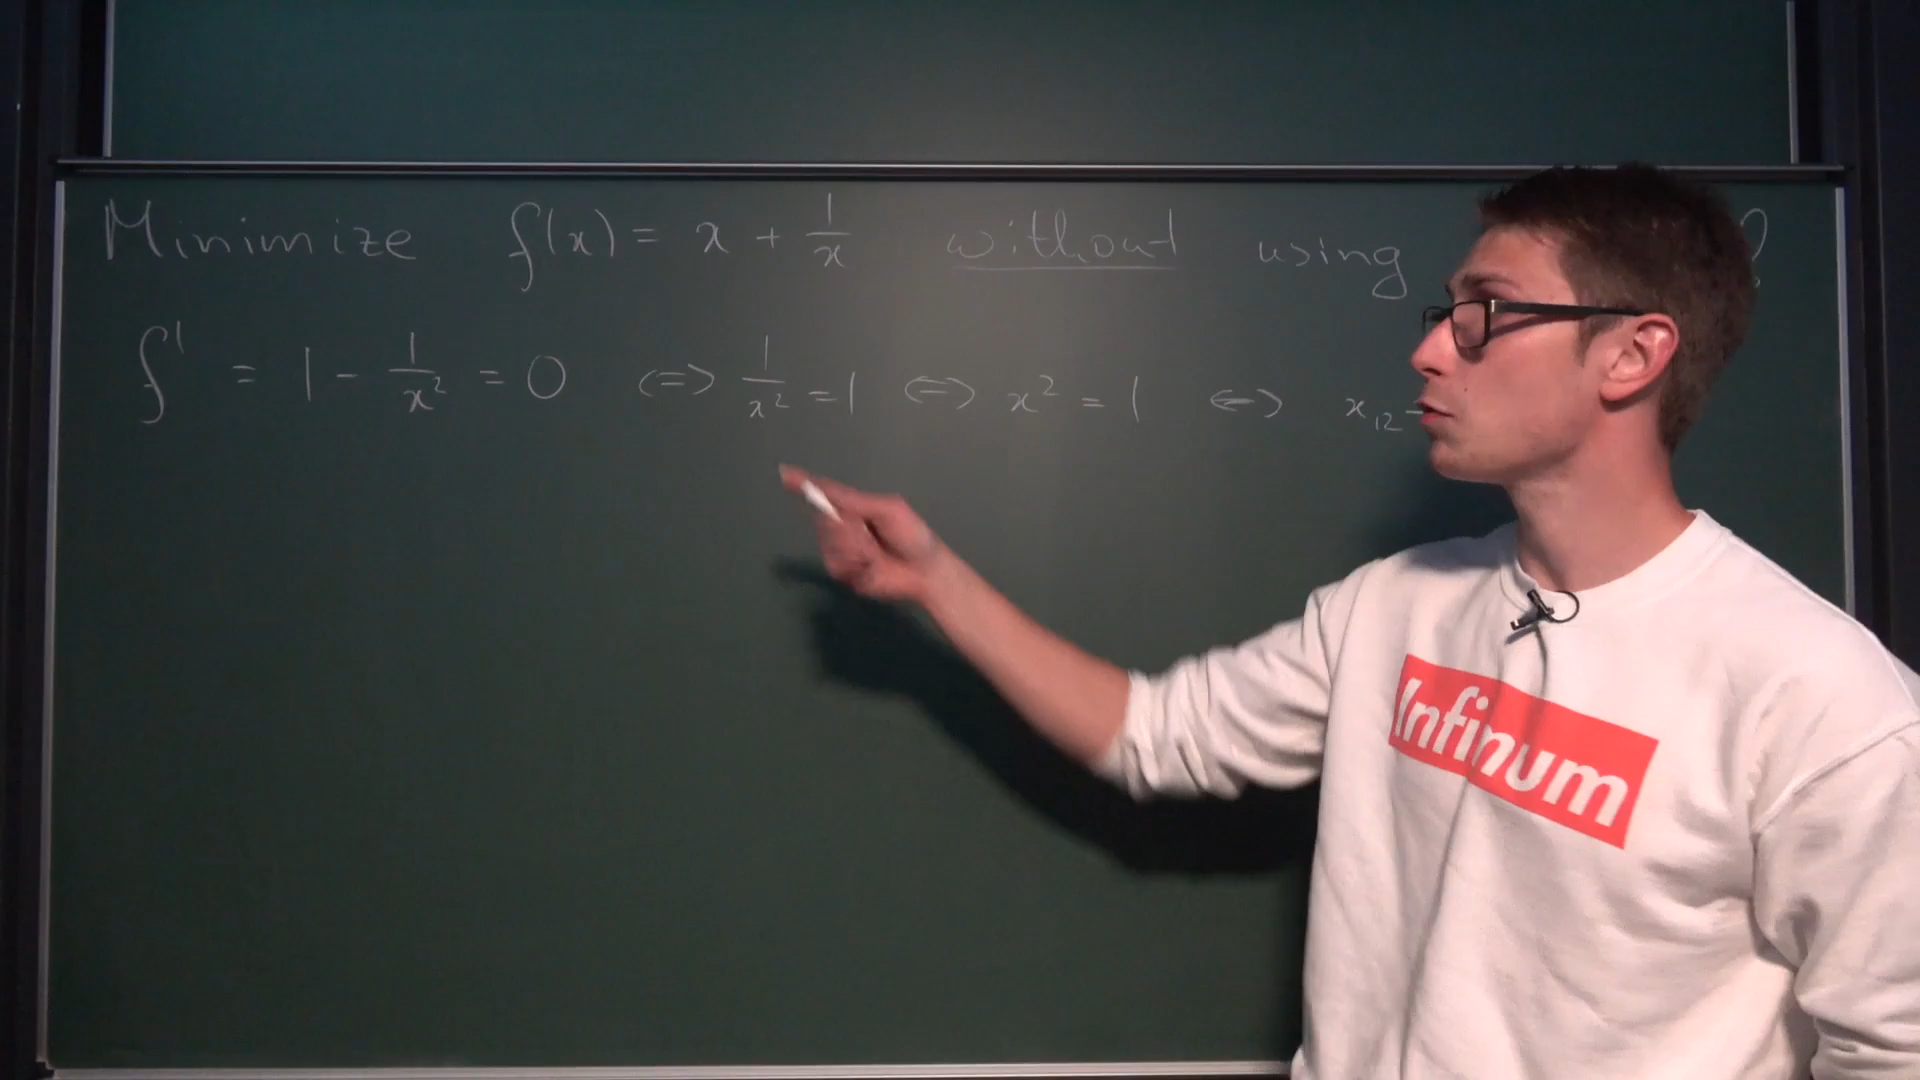 Minimize f(x) = x + 1/x without using ?
f' = 1 - 1/x² = 0 <=> 1/x² = 1 <=> x² = 1 <=> x₁₂
Infinum